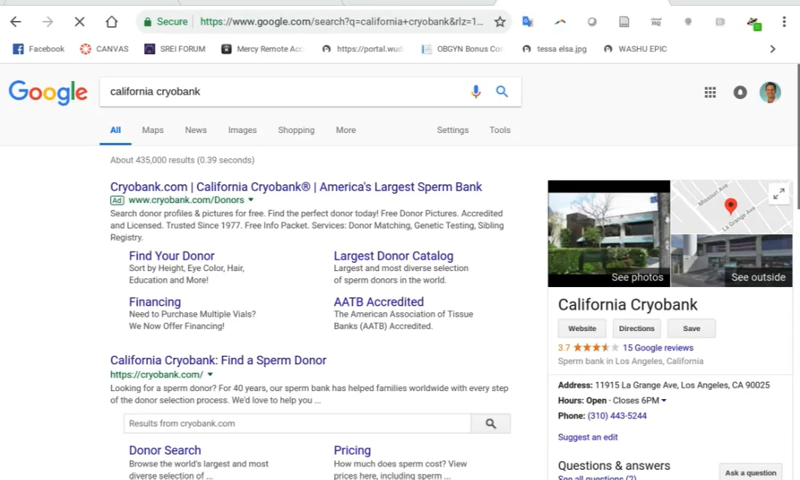 Secure https://www.google.com/search?q=california+cryobank&rlz=1...
Facebook CANVAS SREI FORUM Mercy Remote Acc https://portal.wud OBGYN Bonus Con tessa elsa.jpg WASHU EPIC
Google california cryobank
All Maps News Images Shopping More Settings Tools
About 435,000 results (0.39 seconds)
Cryobank.com | California Cryobank® | America's Largest Sperm Bank
Ad www.cryobank.com/Donors
Search donor profiles & pictures for free. Find the perfect donor today! Free Donor Pictures. Accredited
and Licensed. Trusted Since 1977. Free Info Packet. Services: Donor Matching, Genetic Testing, Sibling
Registry.
Find Your Donor
Sort by Height, Eye Color, Hair,
Education and More!
Largest Donor Catalog
Largest and most diverse selection
of sperm donors in the world.
Financing
Need to Purchase Multiple Vials?
We Now Offer Financing!
AATB Accredited
The American Association of Tissue
Banks (AATB) Accredited.
California Cryobank: Find a Sperm Donor
https://cryobank.com/
Looking for a sperm donor? For 40 years, our sperm bank has helped families worldwide with every step
of the donor selection process. We'd love to help you ...
Results from cryobank.com
Donor Search
Browse the world's largest and most
diverse selection of ...
Pricing
How much does sperm cost? View
prices here, including sperm ...
Missouri Ave
La Grange Ave
See photos
See outside
California Cryobank
Website Directions Save
3.7 15 Google reviews
Sperm bank in Los Angeles, California
Address: 11915 La Grange Ave, Los Angeles, CA 90025
Hours: Open · Closes 6PM
Phone: (310) 443-5244
Suggest an edit
Questions & answers
See all questions (2)
Ask a question